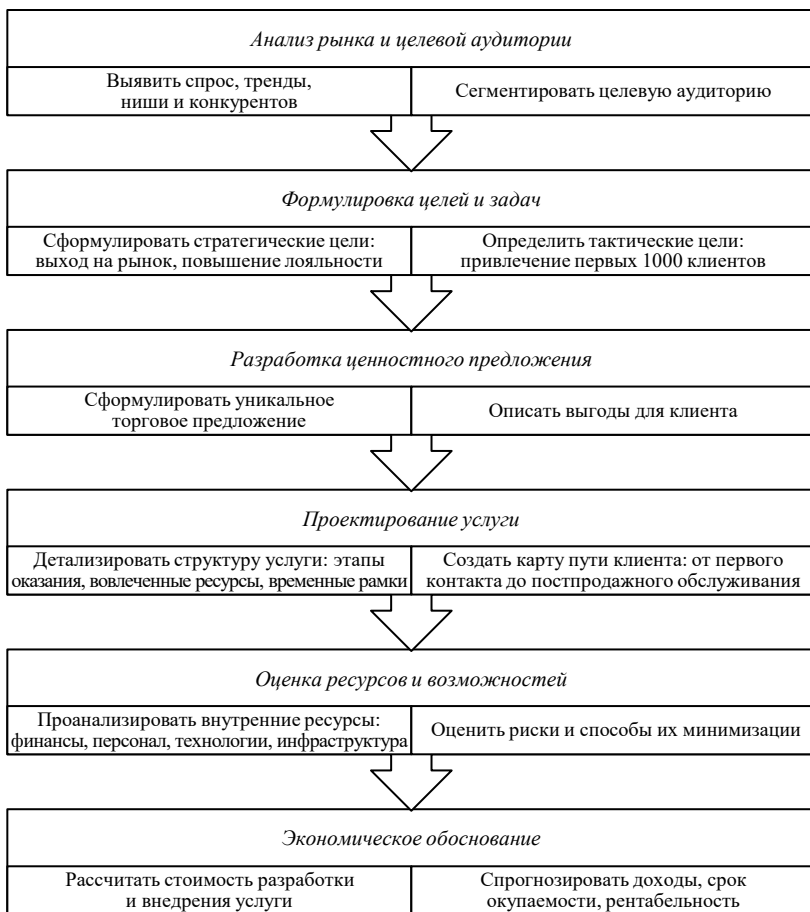 Анализ рынка и целевой аудитории
Выявить спрос, тренды,
ниши и конкурентов
Сегментировать целевую аудиторию
Формулировка целей и задач
Сформулировать стратегические цели:
выход на рынок, повышение лояльности
Определить тактические цели:
привлечение первых 1000 клиентов
Разработка ценностного предложения
Сформулировать уникальное
торговое предложение
Описать выгоды для клиента
Проектирование услуги
Детализировать структуру услуги: этапы
оказания, вовлеченные ресурсы, временные рамки
Создать карту пути клиента: от первого
контакта до постпродажного обслуживания
Оценка ресурсов и возможностей
Проанализировать внутренние ресурсы:
финансы, персонал, технологии, инфраструктура
Оценить риски и способы их минимизации
Экономическое обоснование
Рассчитать стоимость разработки
и внедрения услуги
Спрогнозировать доходы, срок
окупаемости, рентабельность